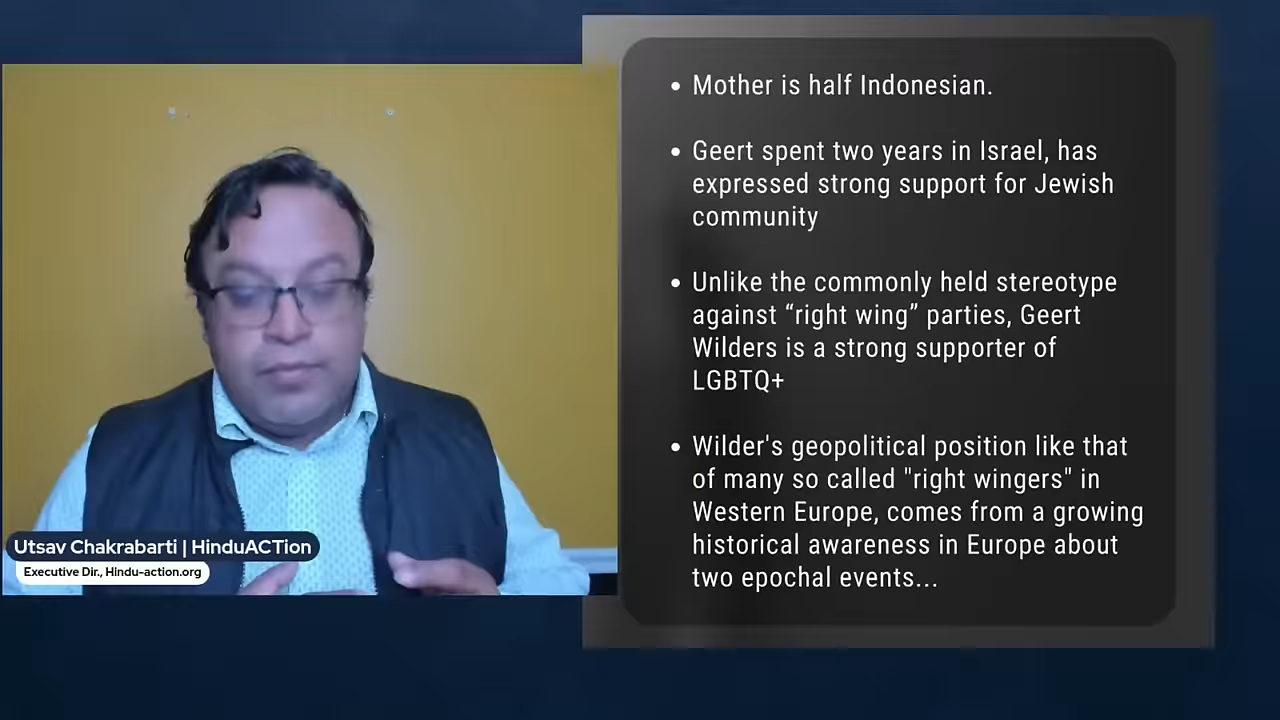 Mother is half Indonesian.
Geert spent two years in Israel, has
expressed strong support for Jewish
community
Unlike the commonly held stereotype
against “right wing” parties, Geert
Wilders is a strong supporter of
LGBTQ+
Wilder's geopolitical position like that
of many so called "right wingers" in
Western Europe, comes from a growing
historical awareness in Europe about
two epochal events...
Utsav Chakrabarti | HinduACTion
Executive Dir., Hindu-action.org